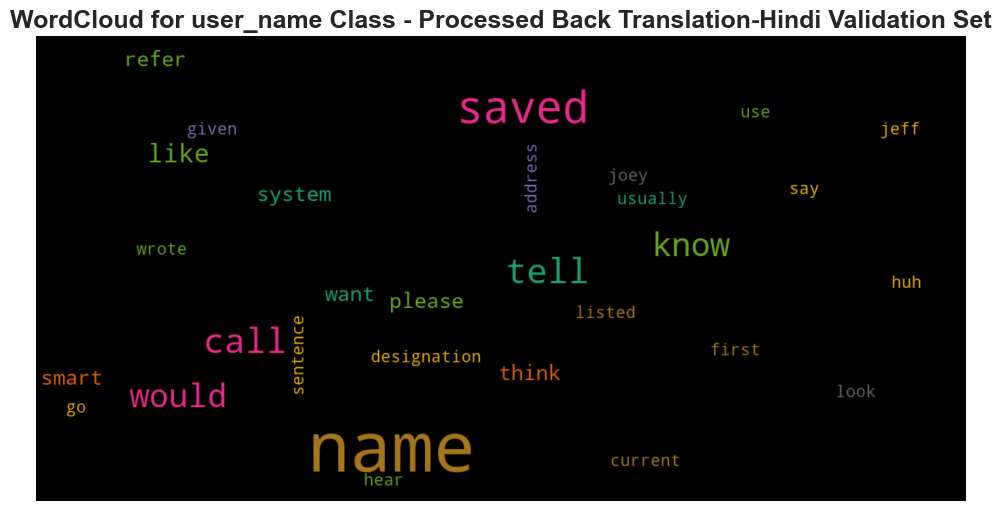 WordCloud for user_name Class - Processed Back Translation-Hindi Validation Set
refer
saved
use
given
jeff
like
address
joey
system
say
usually
wrote
know
tell
huh
want
please
listed
call
sentence
first
designation
smart
think
would
look
go
name
current
hear